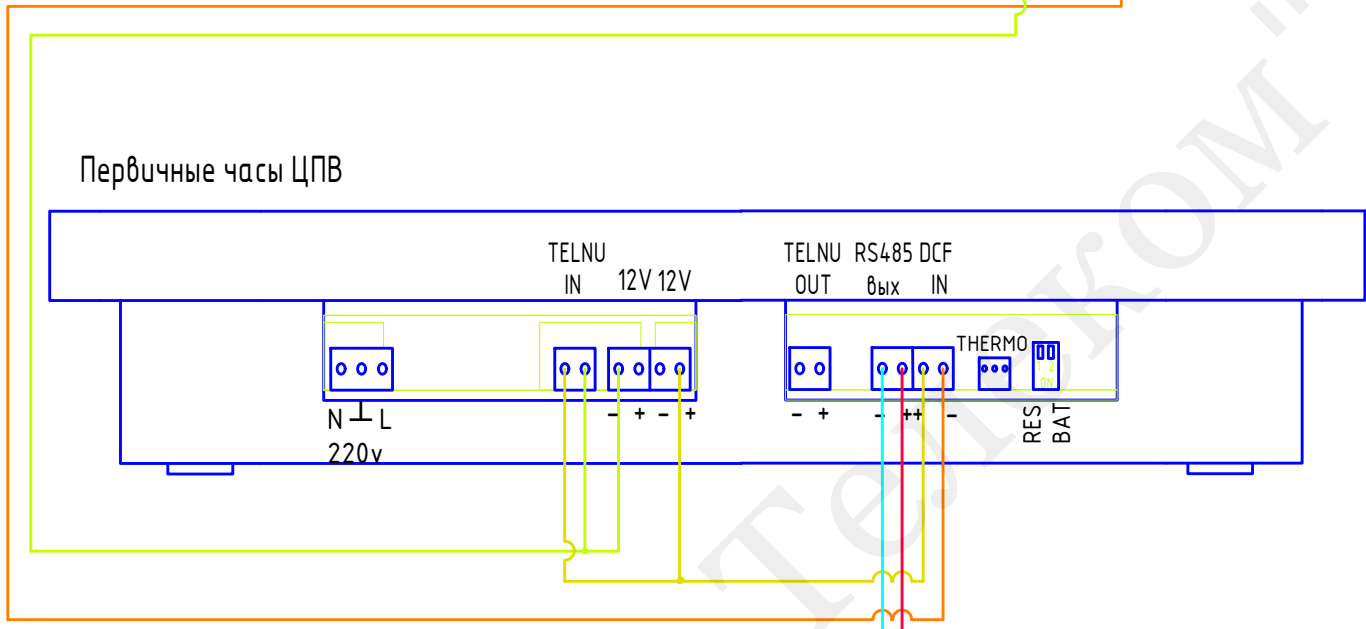 Первичные часы ЦПВ
TELNU
IN
12V 12V
TELNU
OUT
RS485
вых
DCF
IN
THERMO
1 2
ON
N L
220v
- + - +
- +
- ++ -
RES
BAT
Телеком"